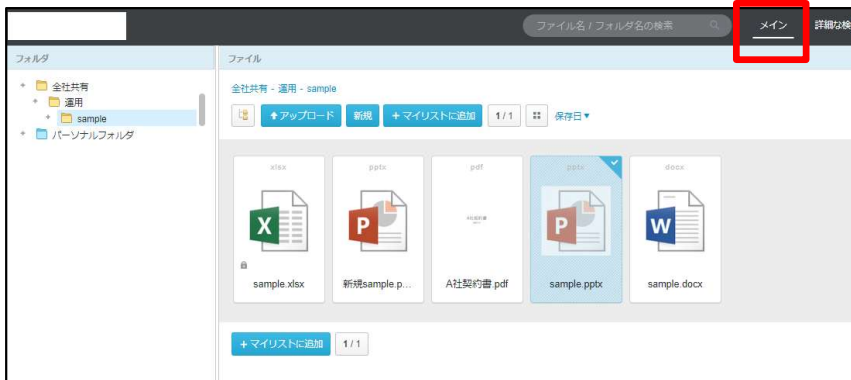 ファイル名 / フォルダ名の検索
メイン
詳細な検
フォルダ
ファイル
全社共有
運用
sample
パーソナルフォルダ
全社共有 - 運用 - sample
アップロード
新規
+ マイリストに追加
1 / 1
保存日▼
xlsx
pptx
pdf
pptx
docx
X
P
A社契約書
P
W
sample.xlsx
新規sample.p...
A社契約書.pdf
sample.pptx
sample.docx
+ マイリストに追加
1 / 1